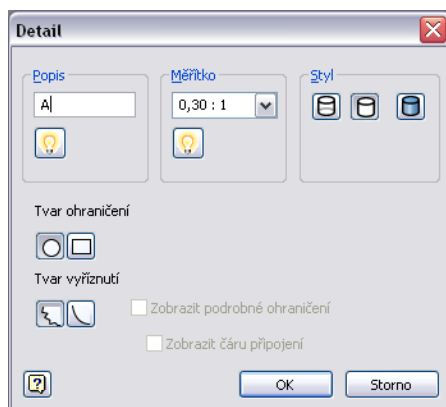 Detail
Popis
Měřítko
Styl
A
0,30 : 1
Tvar ohraničení
Tvar vyříznutí
Zobrazit podrobné ohraničení
Zobrazit čáru připojení
?
OK
Storno